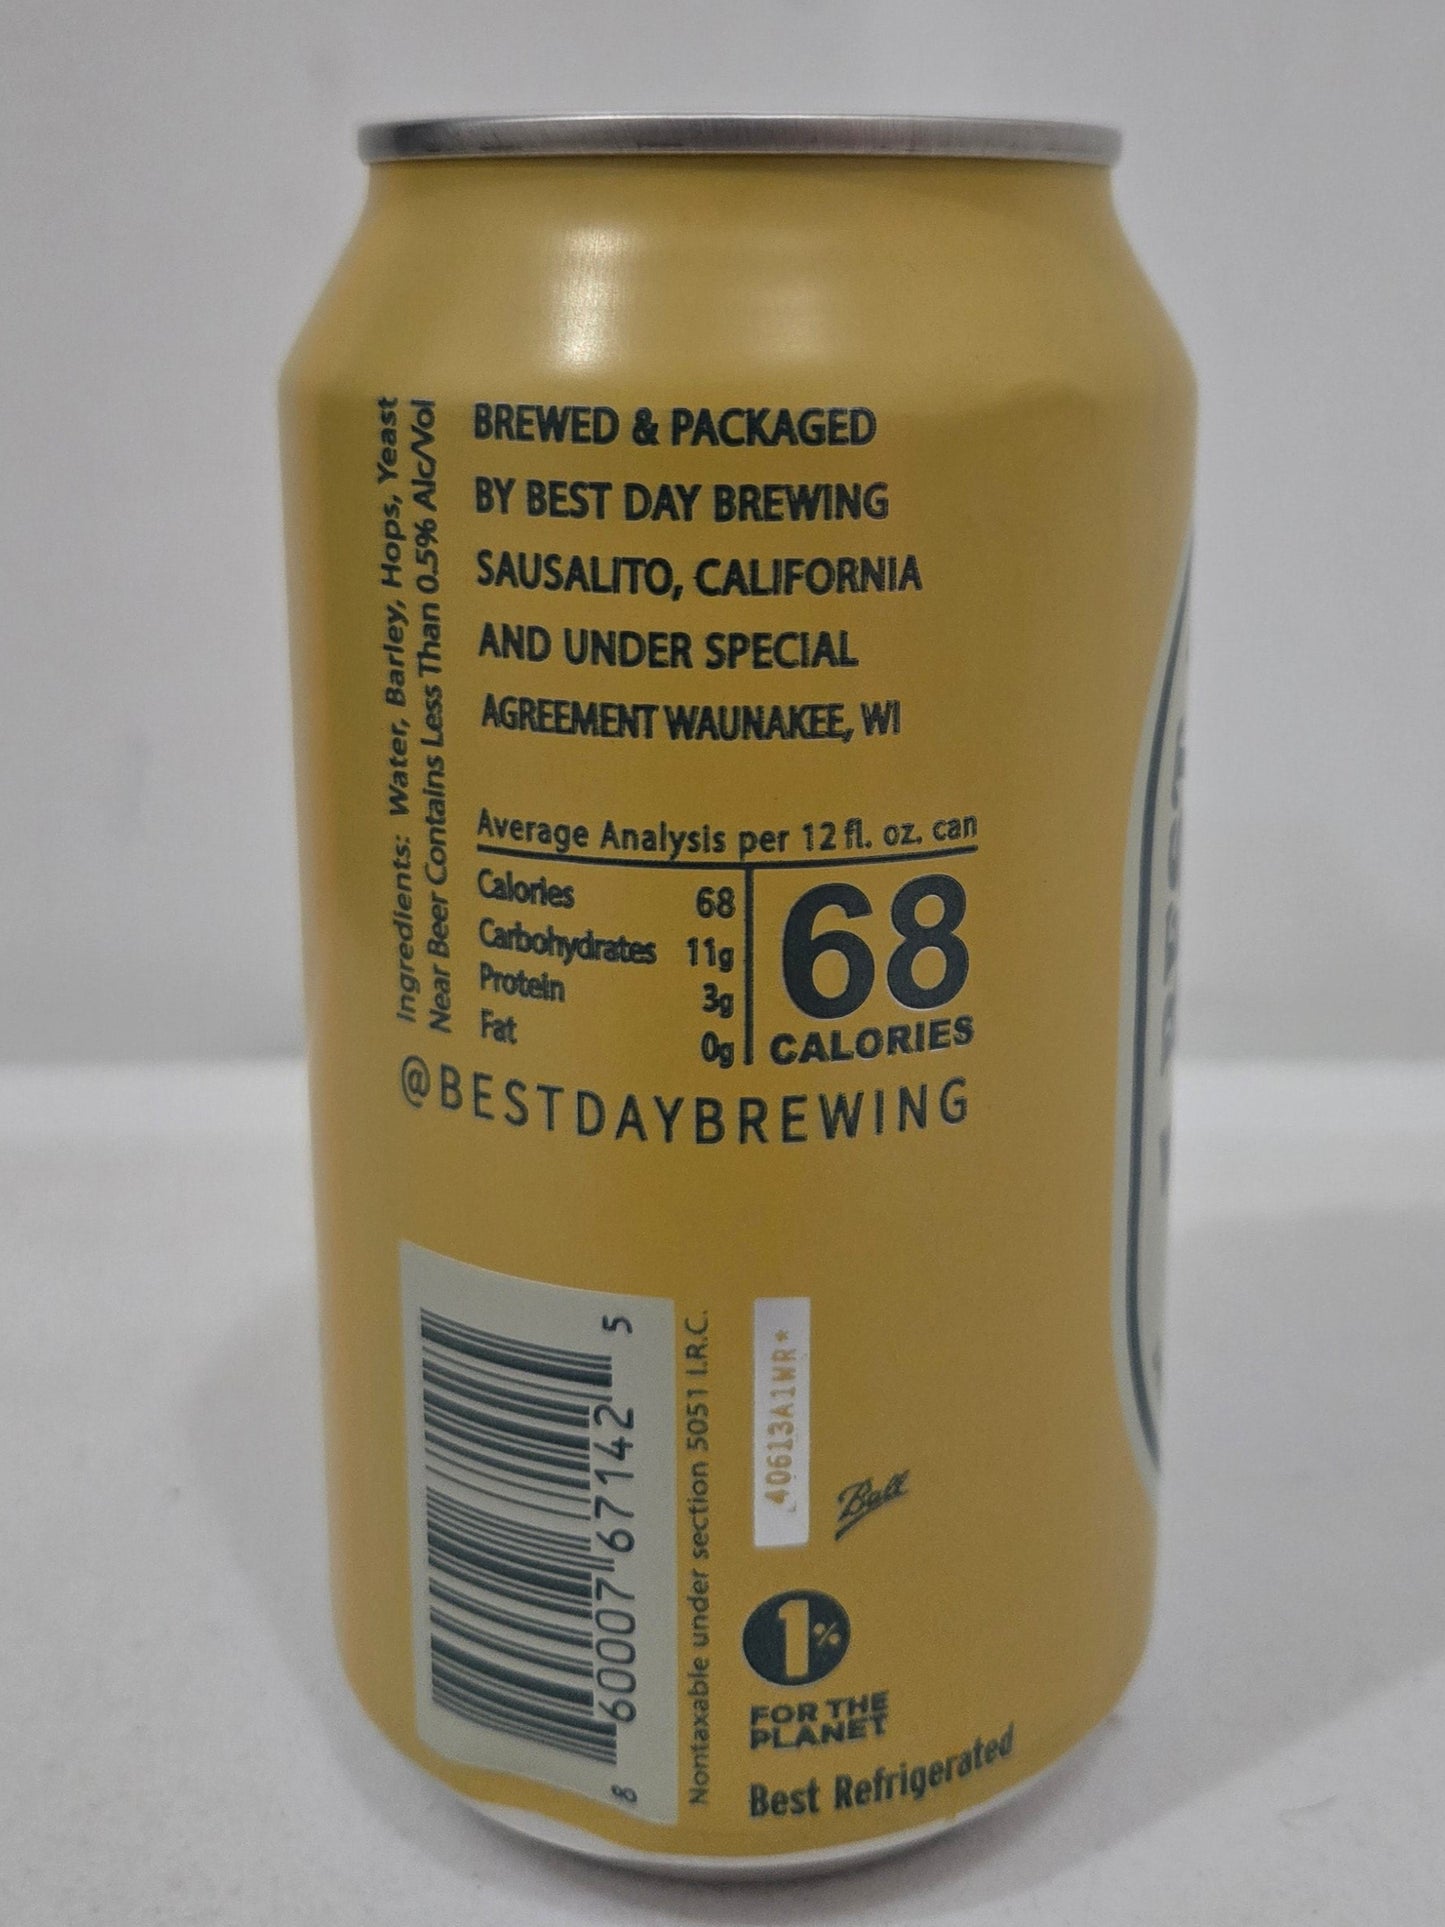 Ingredients: Water, Barley, Hops, Yeast
Near Beer Contains Less Than 0.5% Alc/Vol
BREWED & PACKAGED
BY BEST DAY BREWING
SAUSALITO, CALIFORNIA
AND UNDER SPECIAL
AGREEMENT WAUNAKEE, WI
Average Analysis per 12 fl. oz. can
Calories 68
Carbohydrates 11g
Protein 3g
Fat 0g
68
CALORIES
@BESTDAYBREWING
8 60007 67142 5
Nontaxable under section 5051 I.R.C.
40613A1WR*
Ball
1%
FOR THE
PLANET
Best Refrigerated